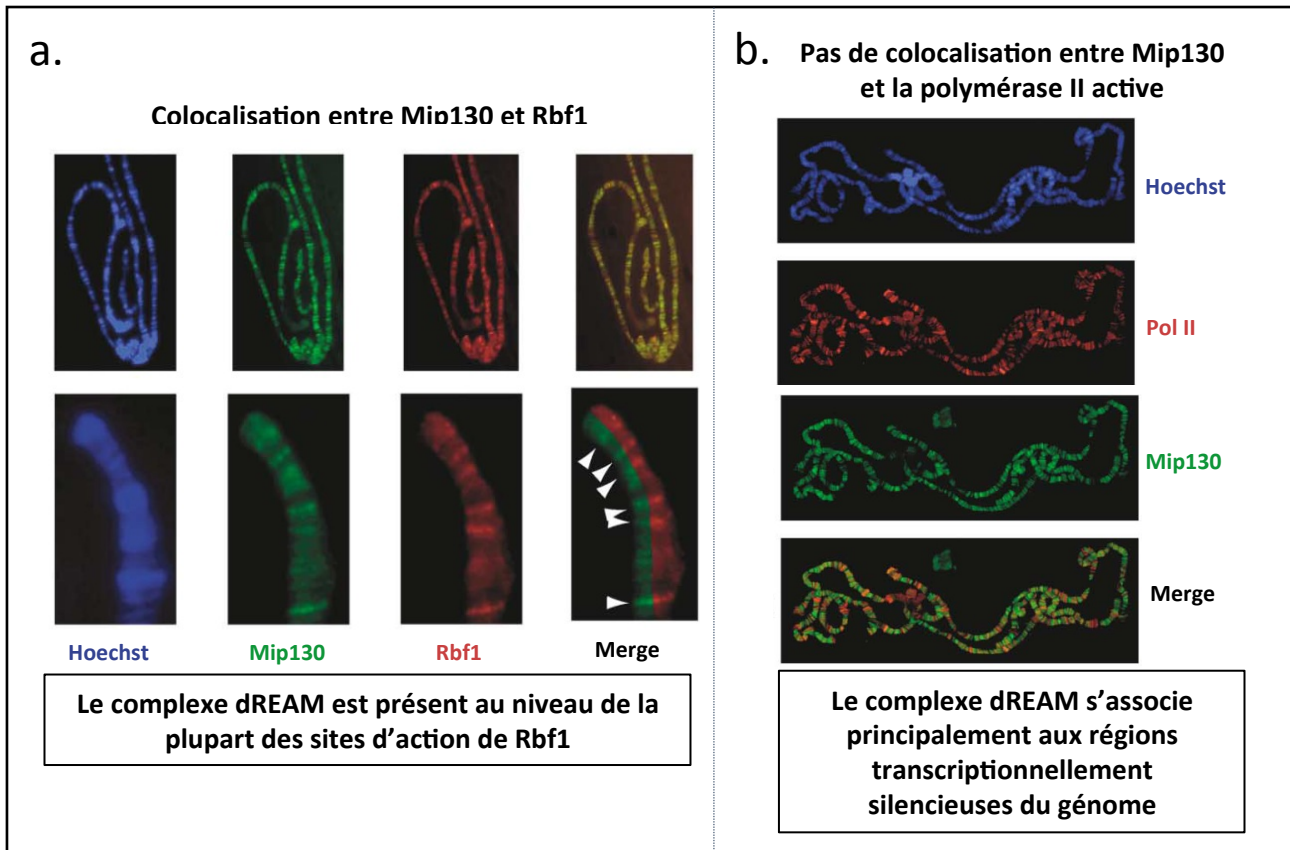 a.
Colocalisation entre Mip130 et Rbf1
Hoechst
Mip130
Rbf1
Merge
Le complexe dREAM est présent au niveau de la
plupart des sites d’action de Rbf1
b.
Pas de colocalisation entre Mip130
et la polymérase II active
Hoechst
Pol II
Mip130
Merge
Le complexe dREAM s’associe
principalement aux régions
transcriptionnellement
silencieuses du génome